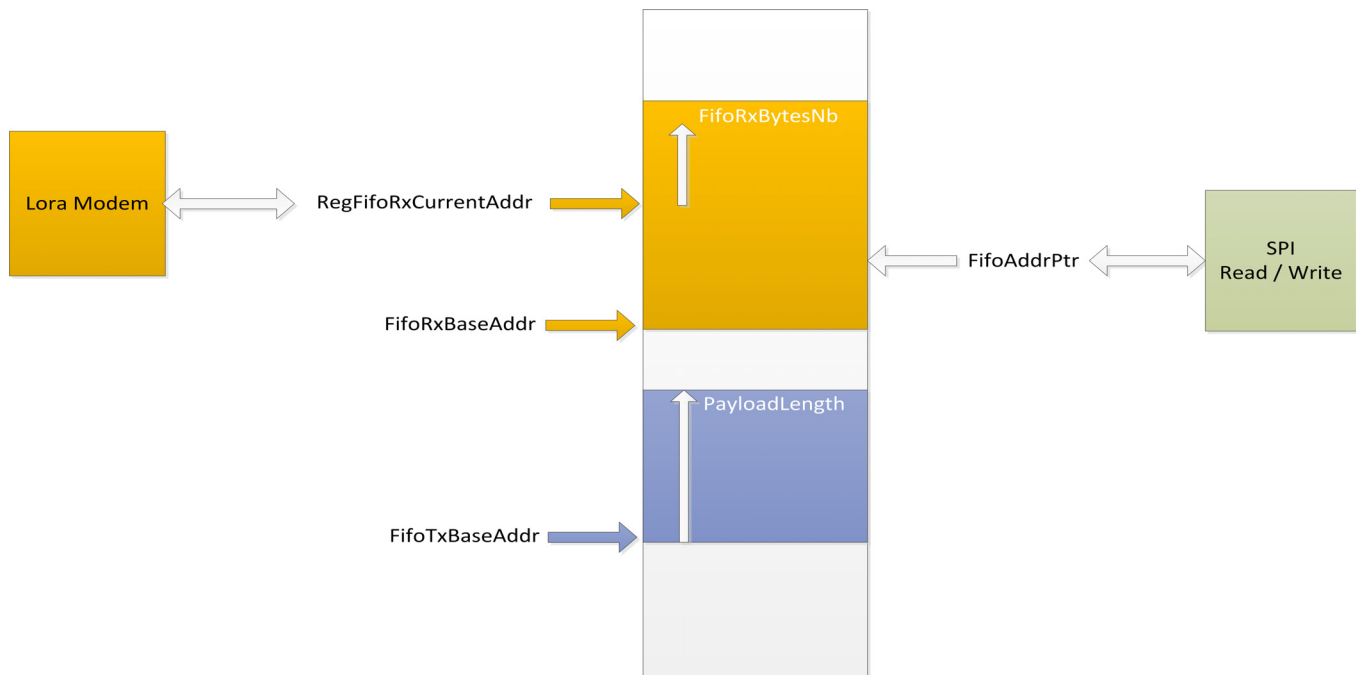 FifoRxBytesNb
Lora Modem
RegFifoRxCurrentAddr
SPI
Read / Write
FifoAddrPtr
FifoRxBaseAddr
PayloadLength
FifoTxBaseAddr